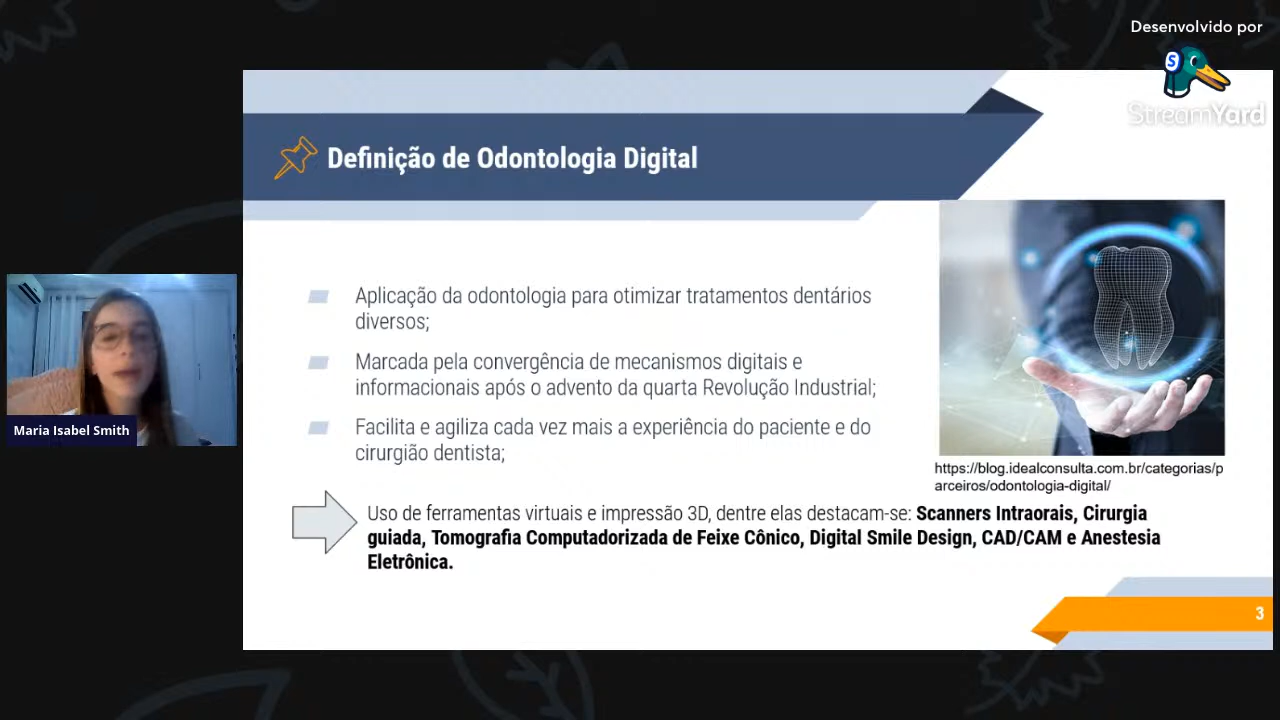 Desenvolvido por
S
StreamYard
Definição de Odontologia Digital
Aplicação da odontologia para otimizar tratamentos dentários
diversos;
Marcada pela convergência de mecanismos digitais e
informacionais após o advento da quarta Revolução Industrial;
Facilita e agiliza cada vez mais a experiência do paciente e do
cirurgião dentista;
https://blog.idealconsulta.com.br/categorias/p
arceiros/odontologia-digital/
Uso de ferramentas virtuais e impressão 3D, dentre elas destacam-se: Scanners Intraorais, Cirurgia
guiada, Tomografia Computadorizada de Feixe Cônico, Digital Smile Design, CAD/CAM e Anestesia
Eletrônica.
3
Maria Isabel Smith